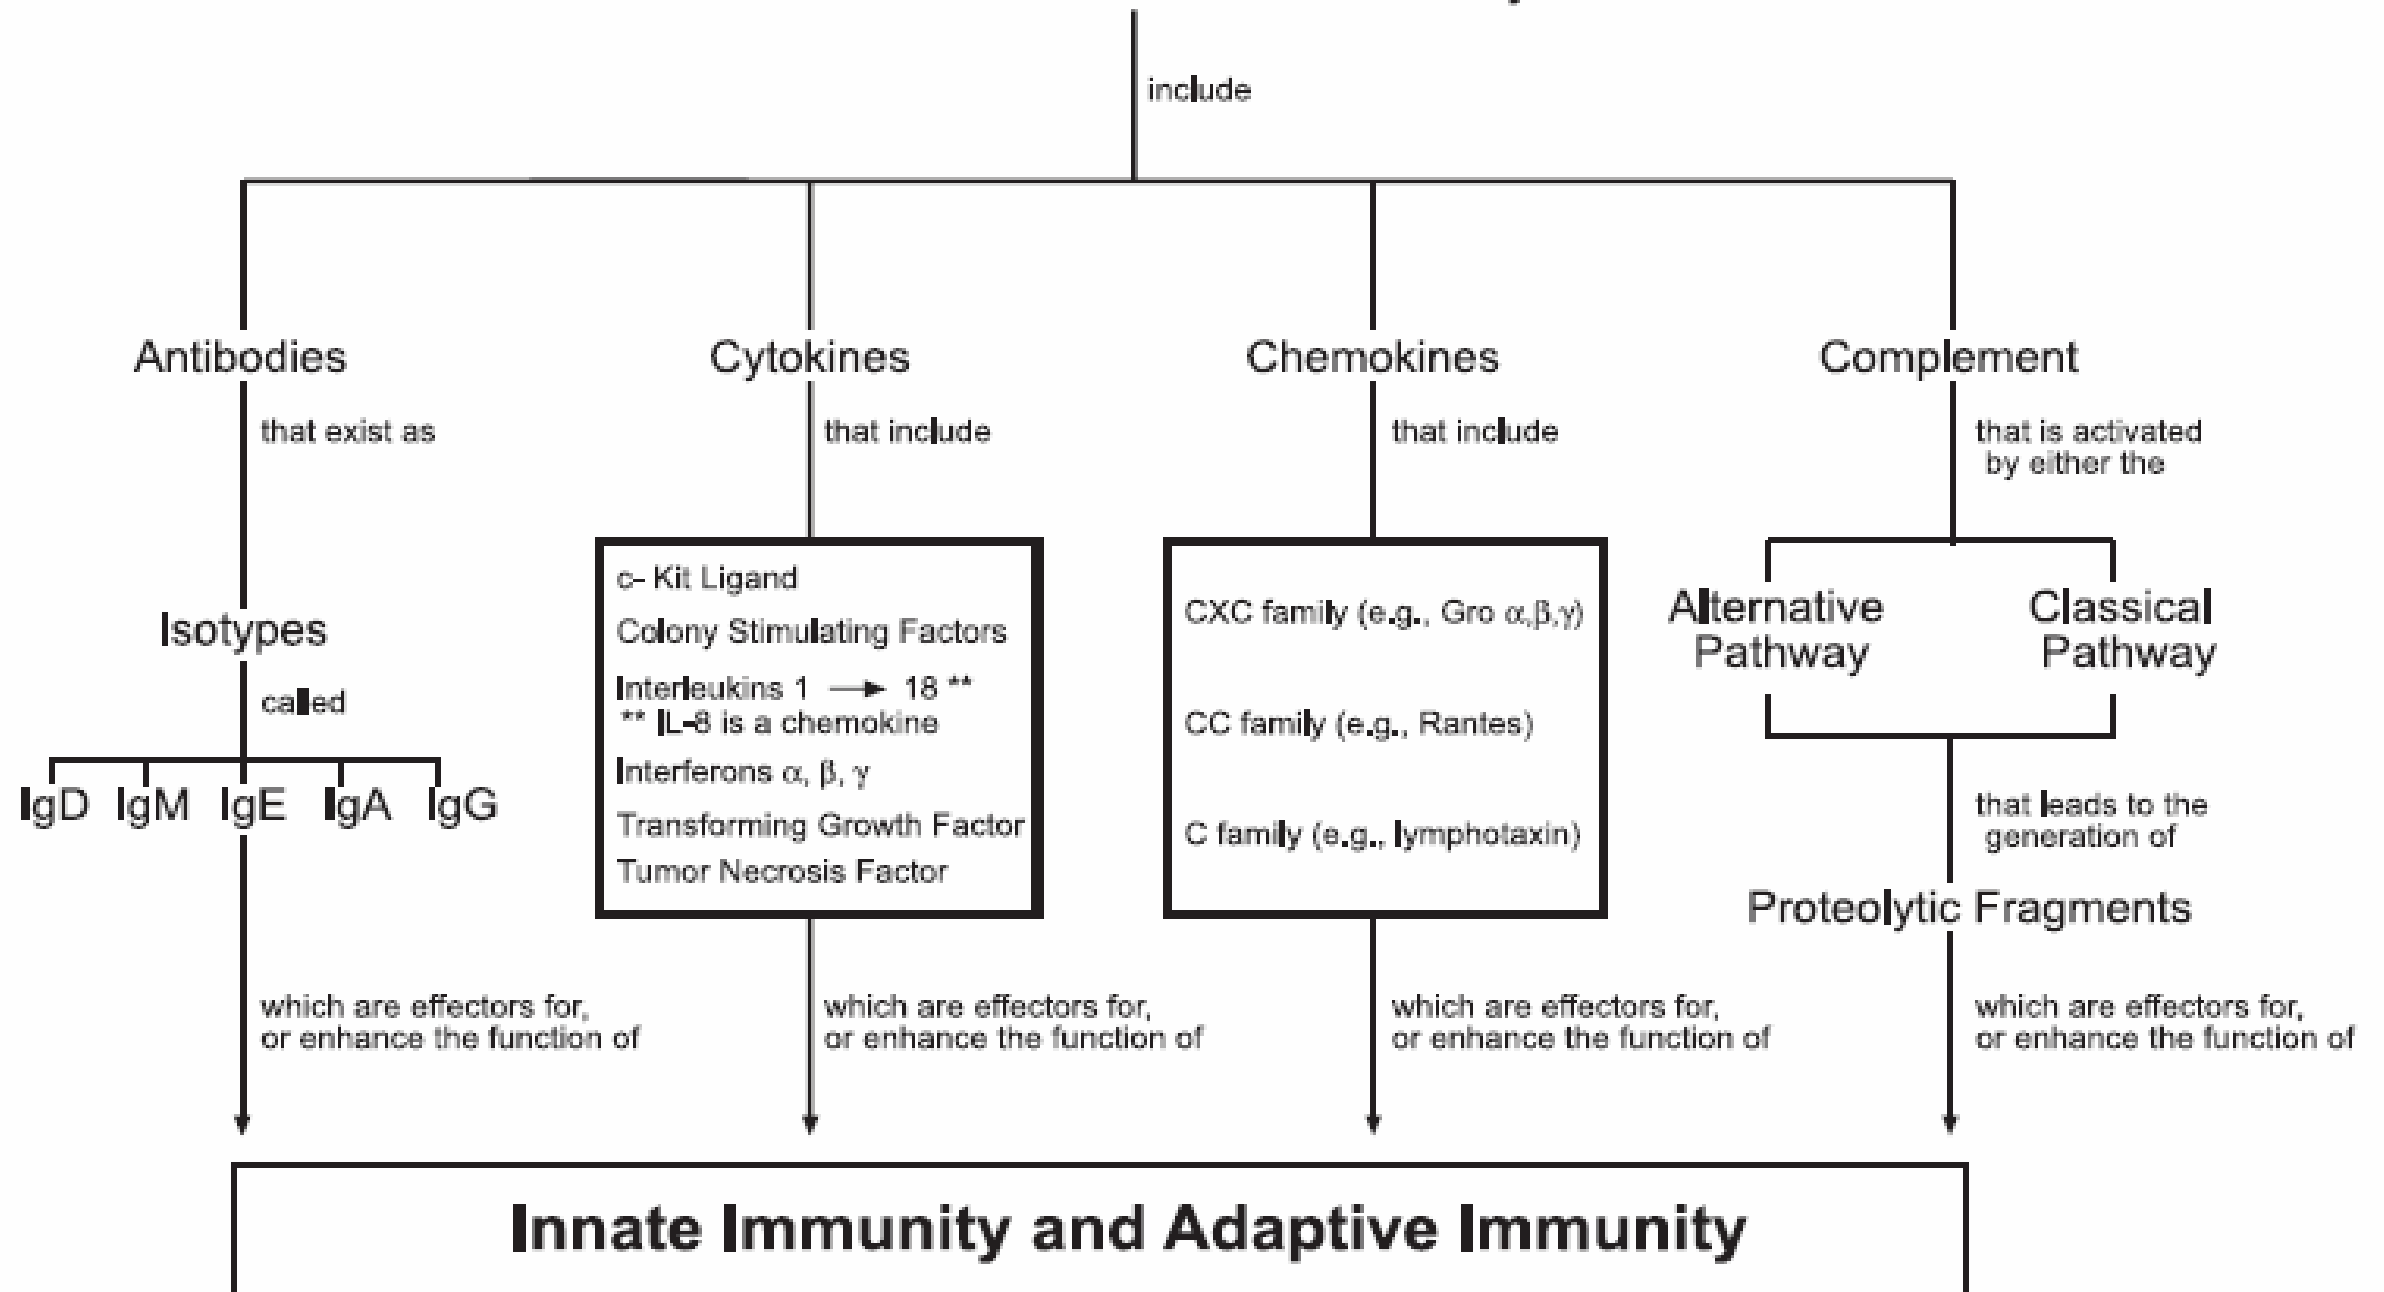 include
Antibodies
Cytokines
Chemokines
Complement
that exist as
that include
that include
that is activated
by either the
Isotypes
called
IgD IgM IgE IgA IgG
c- Kit Ligand
Colony Stimulating Factors
Interleukins 1 → 18 **
** IL-8 is a chemokine
Interferons α, β, γ
Transforming Growth Factor
Tumor Necrosis Factor
CXC family (e.g., Gro α,β,γ)
CC family (e.g., Rantes)
C family (e.g., lymphotaxin)
Alternative
Pathway
Classical
Pathway
that leads to the
generation of
Proteolytic Fragments
which are effectors for,
or enhance the function of
which are effectors for,
or enhance the function of
which are effectors for,
or enhance the function of
which are effectors for,
or enhance the function of
Innate Immunity and Adaptive Immunity